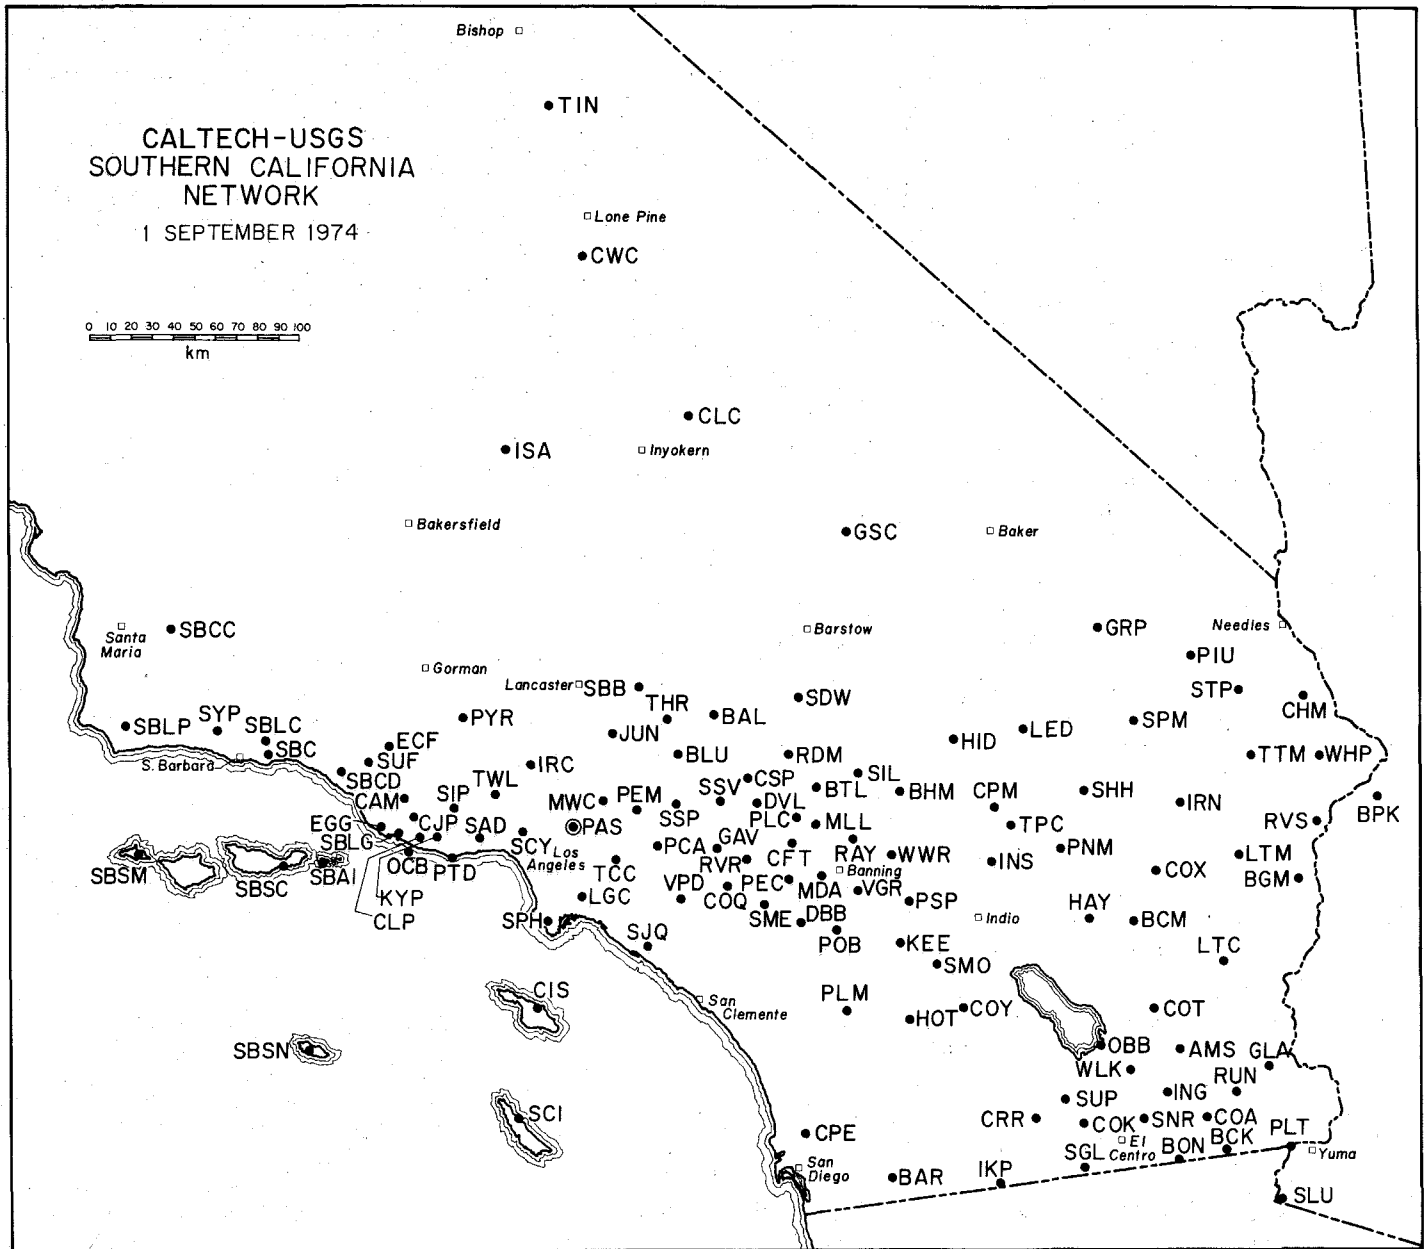 Bishop
TIN
CALTECH-USGS
SOUTHERN CALIFORNIA
NETWORK
1 SEPTEMBER 1974
Lone Pine
CWC
0 10 20 30 40 50 60 70 80 90 100
km
CLC
ISA
Inyokern
Bakersfield
GSC
Baker
Santa
Maria
SBCC
Barstow
GRP
Needles
PIU
Gorman
Lancaster
SBB
THR
SDW
STP
CHM
SBLP
SYP
SBLC
SBC
S. Barbara
PYR
JUN
BAL
HID
LED
SPM
ECF
SUF
SBCD
IRC
BLU
RDM
TTM
WHP
CAM
SIP
TWL
MWC
PEM
SSP
SSV
CSP
DVL
BTL
SIL
BHM
CPM
SHH
IRN
BPK
EGG
SBLG
CJP
SAD
SCY
PAS
Los
Angeles
PLC
MLL
TPC
RVS
PCA
GAV
CFT
RAY
WWR
INS
PNM
COX
LTM
BGM
SBSM
SBSC
SBAI
OCB
PTD
KYP
CLP
TCC
LGC
RVR
VPD
COQ
PEC
MDA
Banning
VGR
PSP
SME
DBB
POB
Indio
HAY
BCM
SPH
SJQ
KEE
SMO
LTC
CIS
San
Clemente
PLM
HOT
COY
COT
SBSN
OBB
WLK
AMS
GLA
RUN
SCI
CPE
CRR
SUP
ING
COK
SNR
COA
El
Centro
BCK
PLT
Yuma
San
Diego
BAR
IKP
SGL
BON
SLU